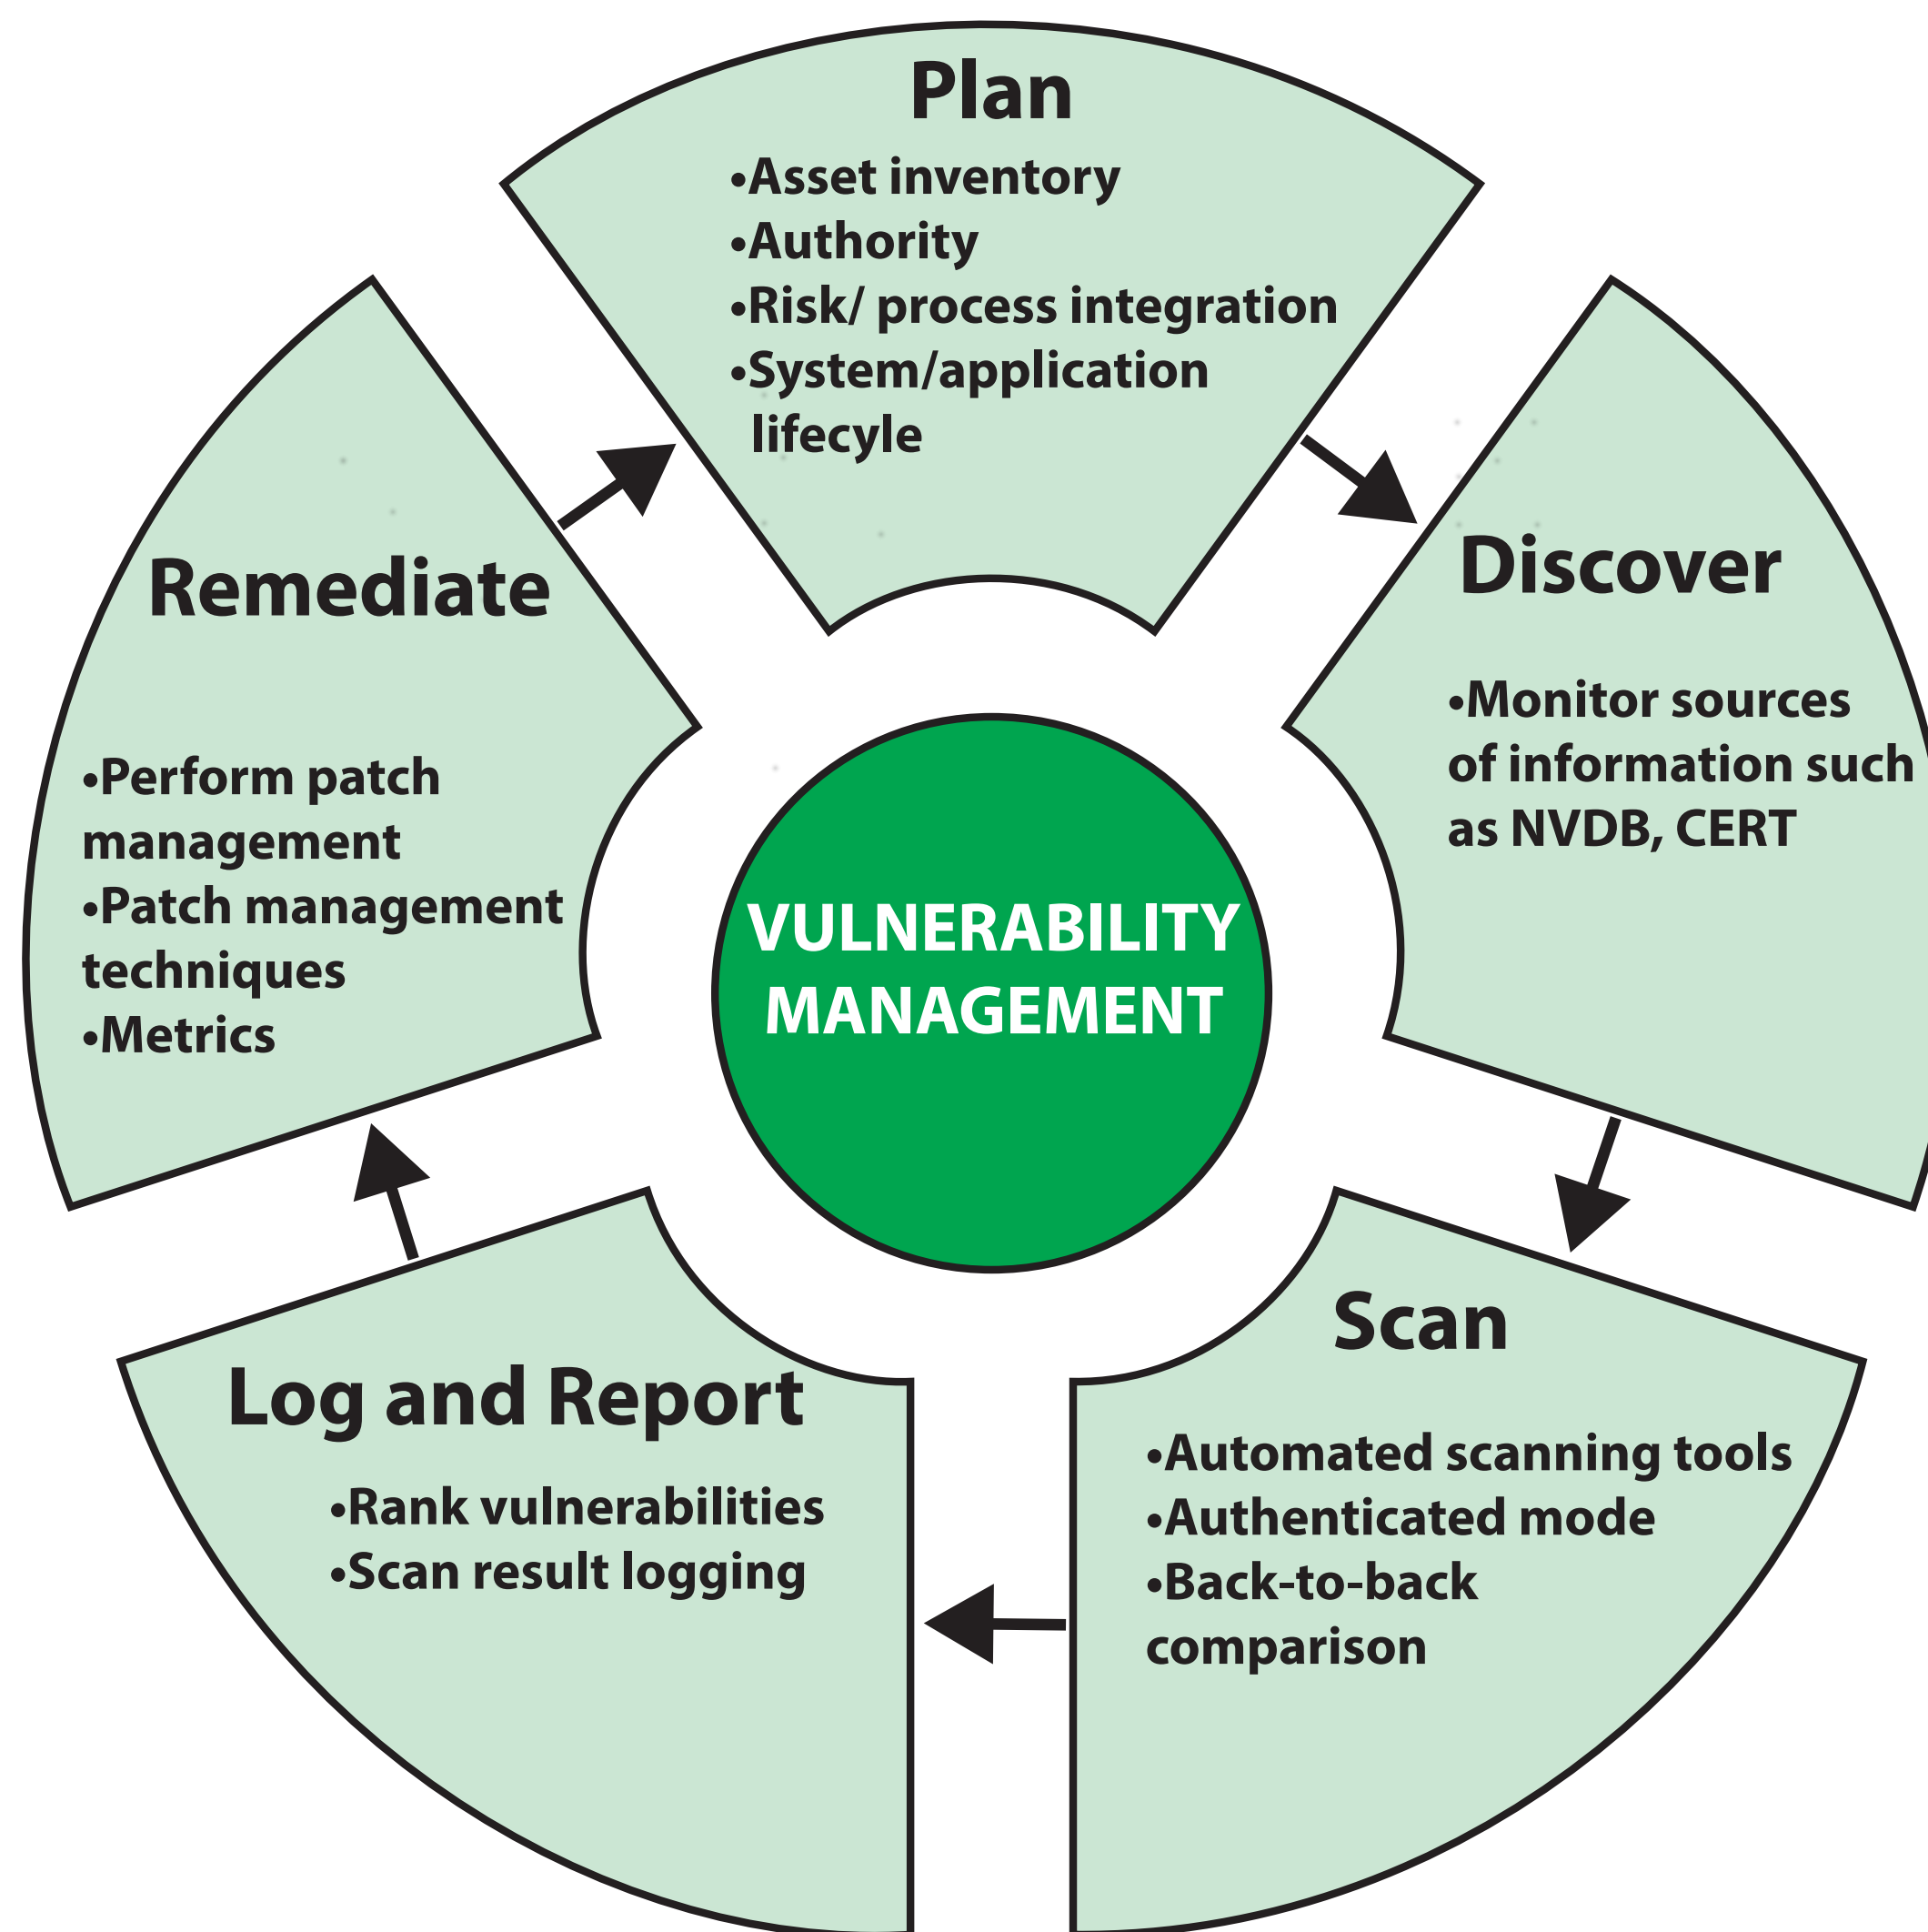 Plan
•Asset inventory
•Authority
•Risk/ process integration
•System/application
lifecyle
Discover
•Monitor sources
of information such
as NVDB, CERT
Scan
•Automated scanning tools
•Authenticated mode
•Back-to-back
comparison
Log and Report
•Rank vulnerabilities
•Scan result logging
Remediate
•Perform patch
management
•Patch management
techniques
•Metrics
VULNERABILITY
MANAGEMENT